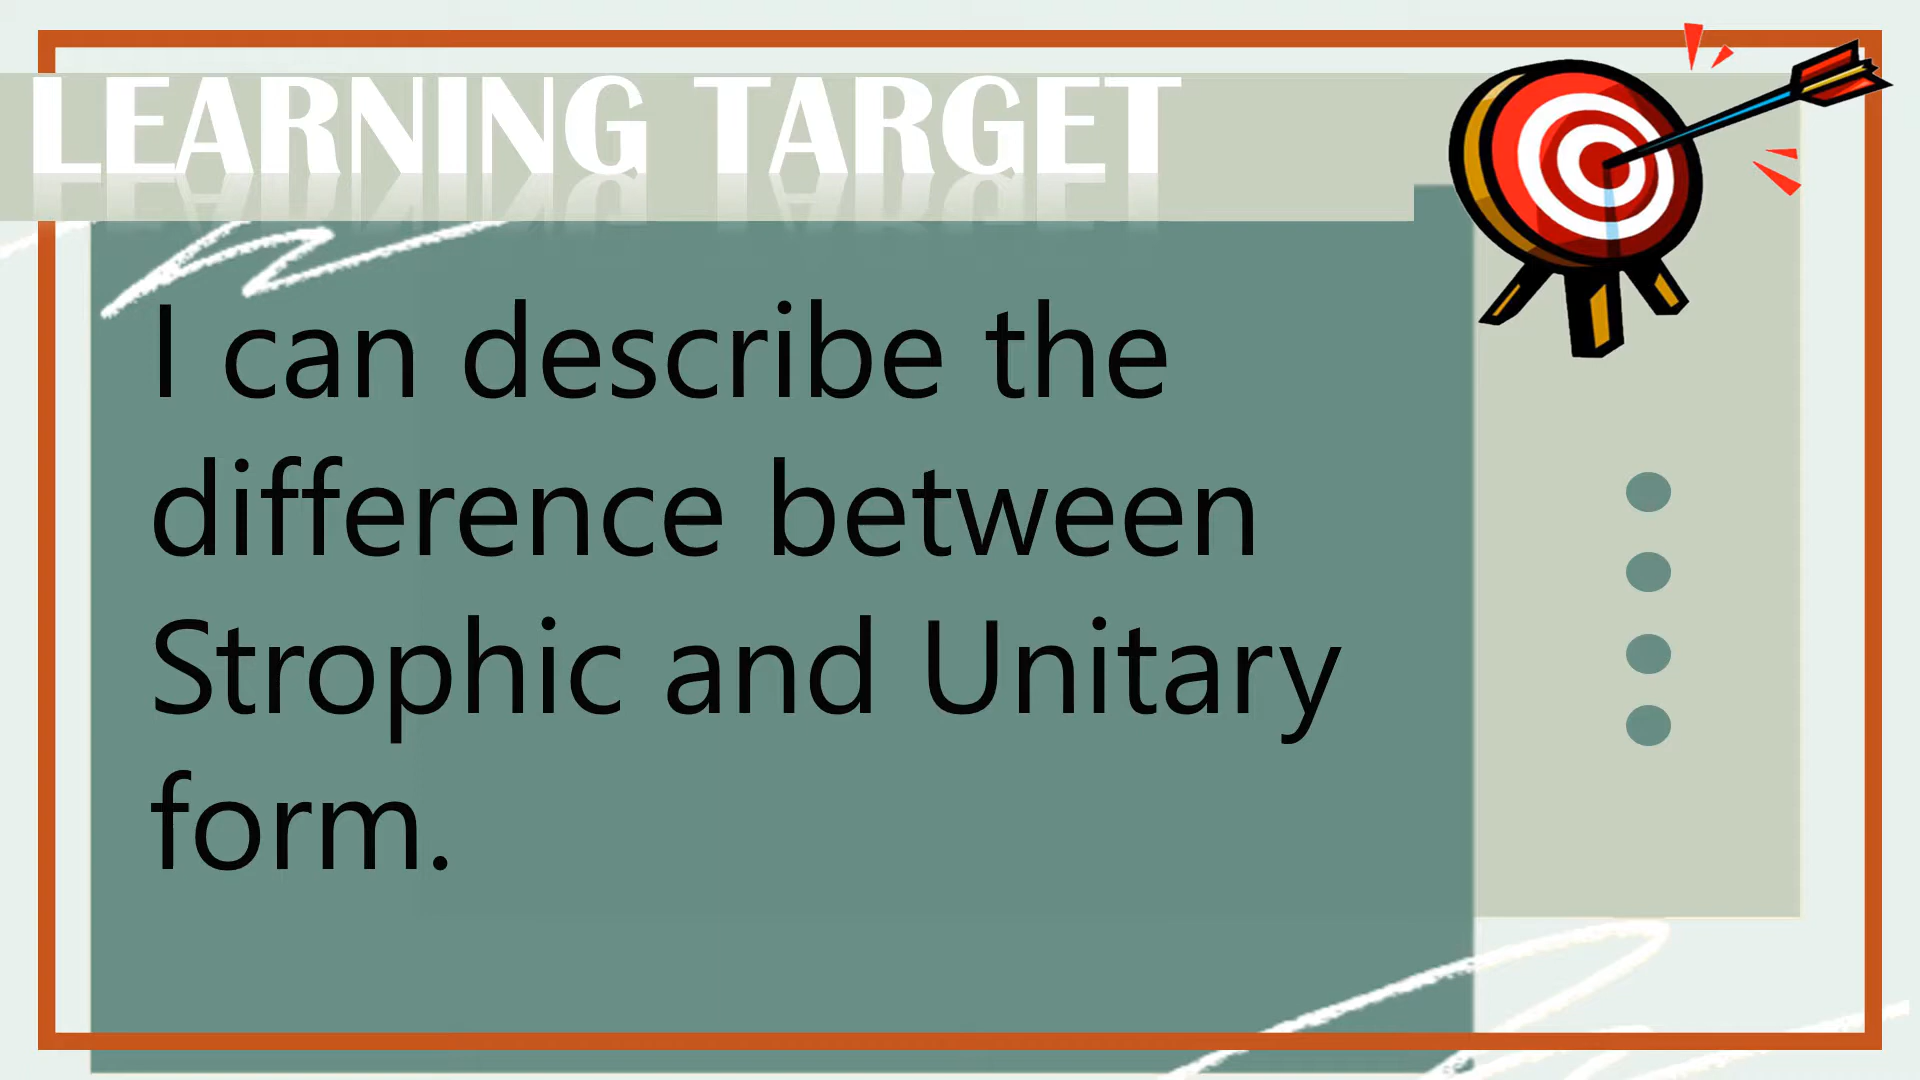 LEARNING TARGET
I can describe the
difference between
Strophic and Unitary
form.